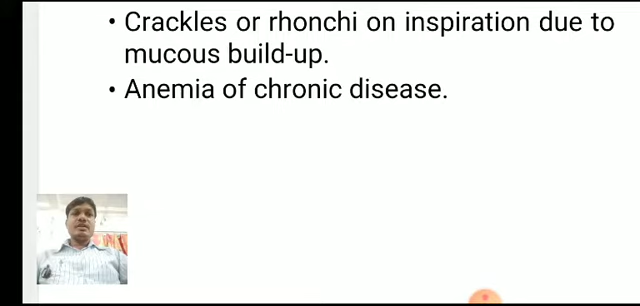 • Crackles or rhonchi on inspiration due to
mucous build-up.
• Anemia of chronic disease.